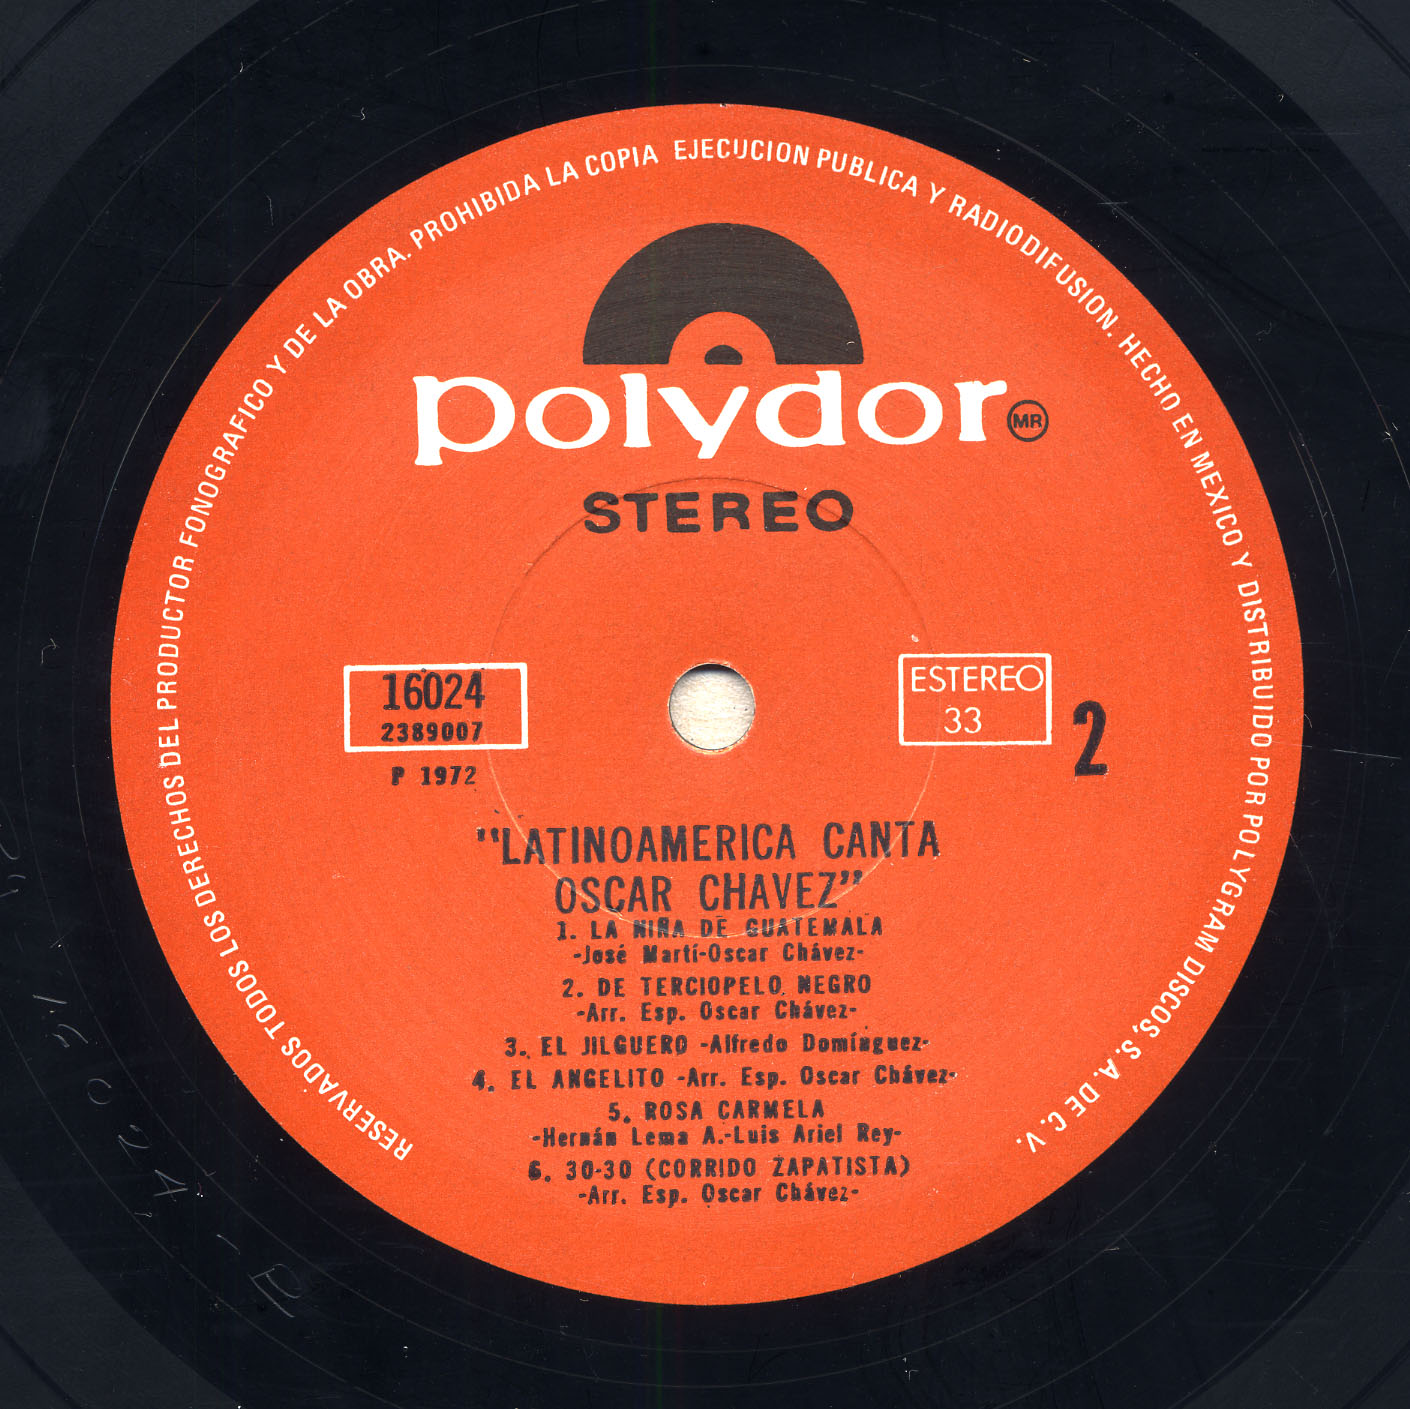 RESERVADOS TODOS LOS DERECHOS DEL PRODUCTOR FONOGRAFICO Y DE LA OBRA. PROHIBIDA LA COPIA EJECUCION PUBLICA Y RADIODIFUSION. HECHO EN MEXICO Y DISTRIBUIDO POR POLYGRAM DISCOS, S.A. DE C.V.
polydor MR
STEREO
16024
2389007
P 1972
ESTEREO
33
2
"LATINOAMERICA CANTA
OSCAR CHAVEZ"
1. LA NIÑA DE GUATEMALA
-José Martí-Oscar Chávez-
2. DE TERCIOPELO NEGRO
-Arr. Esp. Oscar Chávez-
3. EL JILGUERO -Alfredo Domínguez-
4. EL ANGELITO -Arr. Esp. Oscar Chávez-
5. ROSA CARMELA
-Hernán Lema A.-Luis Ariel Rey-
6. 30-30 (CORRIDO ZAPATISTA)
-Arr. Esp. Oscar Chávez-